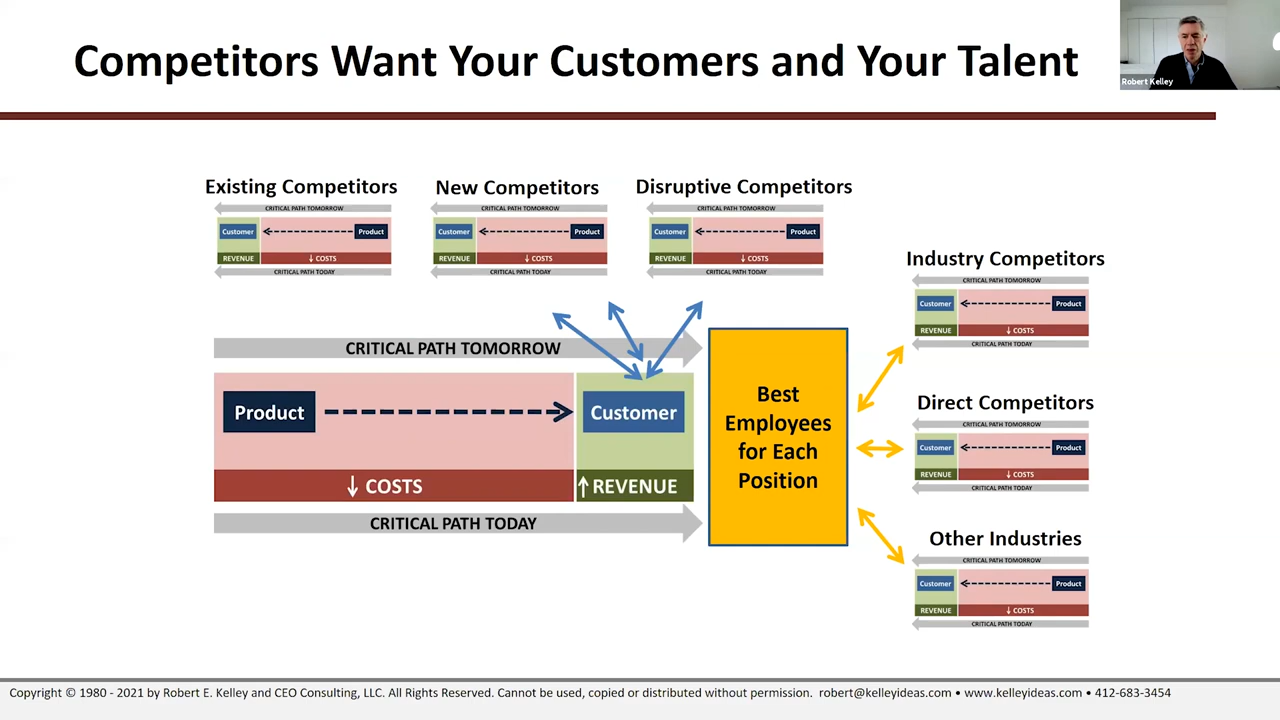 Competitors Want Your Customers and Your Talent
Robert Kelley
Existing Competitors
CRITICAL PATH TOMORROW
Customer
Product
REVENUE
↓ COSTS
CRITICAL PATH TODAY
New Competitors
CRITICAL PATH TOMORROW
Customer
Product
REVENUE
↓ COSTS
CRITICAL PATH TODAY
Disruptive Competitors
CRITICAL PATH TOMORROW
Customer
Product
REVENUE
↓ COSTS
CRITICAL PATH TODAY
CRITICAL PATH TOMORROW
Product
Customer
↓ COSTS
↑ REVENUE
CRITICAL PATH TODAY
Best
Employees
for Each
Position
Industry Competitors
CRITICAL PATH TOMORROW
Customer
Product
REVENUE
↓ COSTS
CRITICAL PATH TODAY
Direct Competitors
CRITICAL PATH TOMORROW
Customer
Product
REVENUE
↓ COSTS
CRITICAL PATH TODAY
Other Industries
CRITICAL PATH TOMORROW
Customer
Product
REVENUE
↓ COSTS
CRITICAL PATH TODAY
Copyright © 1980 - 2021 by Robert E. Kelley and CEO Consulting, LLC. All Rights Reserved. Cannot be used, copied or distributed without permission. robert@kelleyideas.com • www.kelleyideas.com • 412-683-3454